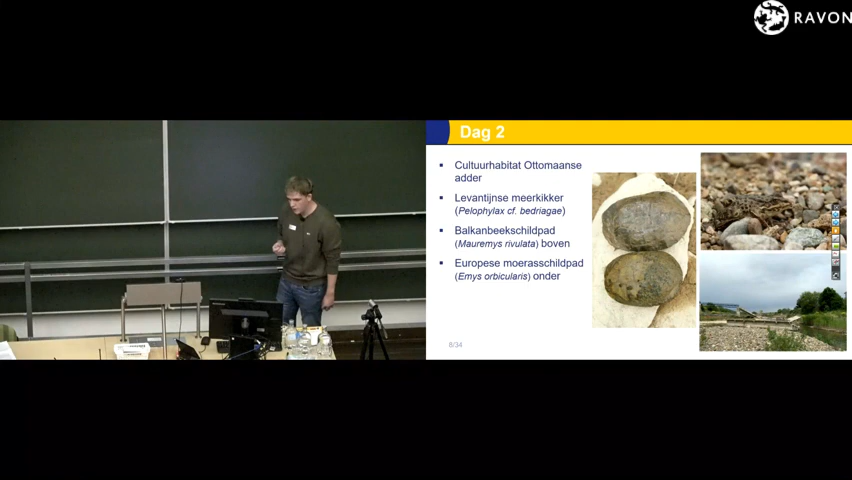 RAVON
Dag 2
Cultuurhabitat Ottomaanse
adder
Levantijnse meerkikker
(Pelophylax cf. bedriagae)
Balkanbeekschildpad
(Mauremys rivulata) boven
Europese moerasschildpad
(Emys orbicularis) onder
8/34